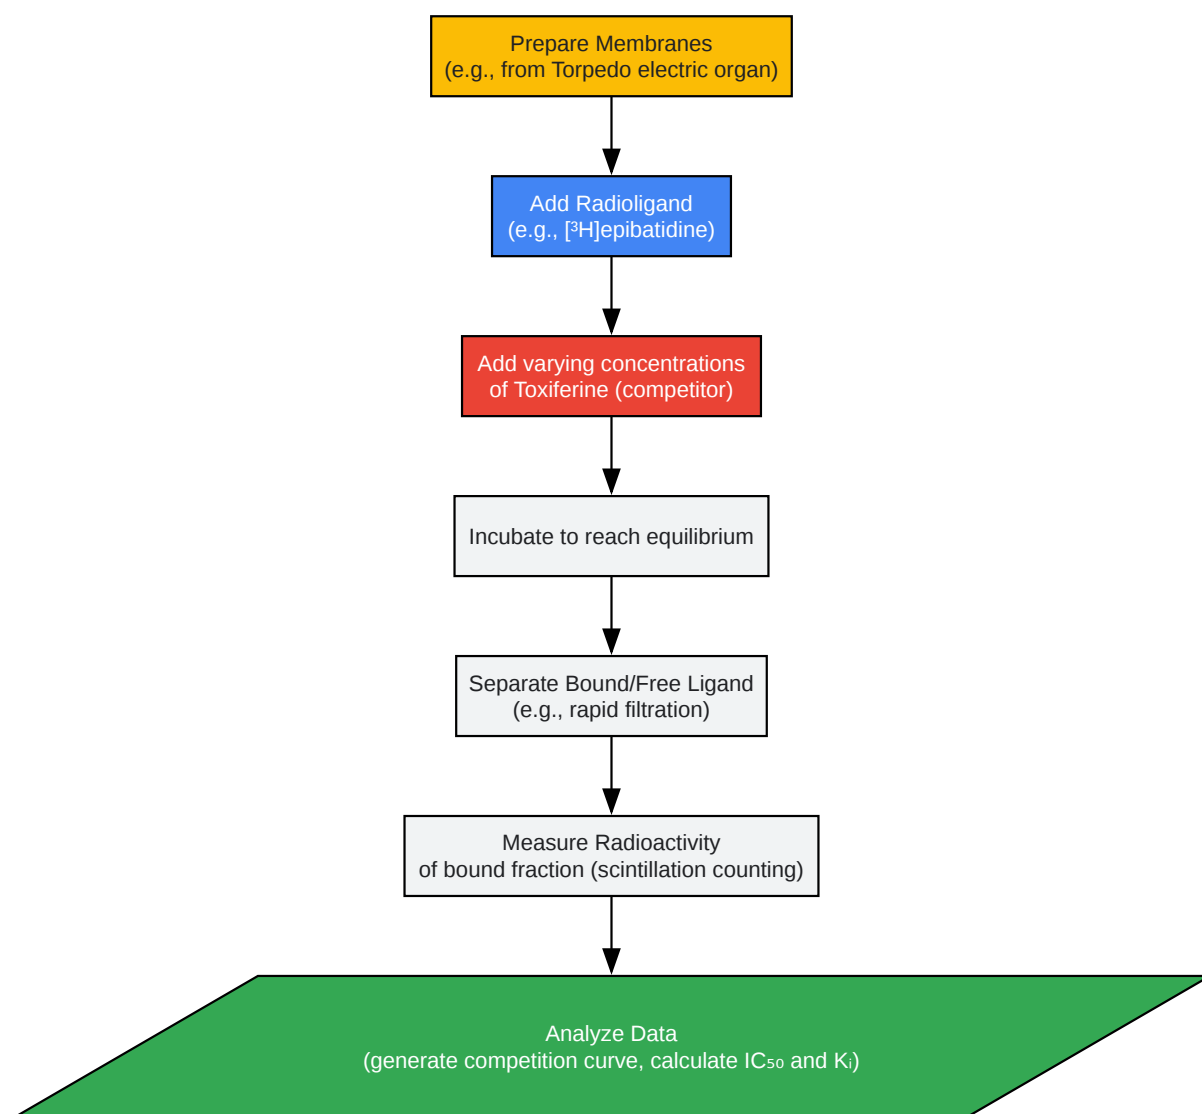 Prepare Membranes
(e.g., from Torpedo electric organ)
Add Radioligand
(e.g., [³H]epibatidine)
Add varying concentrations
of Toxiferine (competitor)
Incubate to reach equilibrium
Separate Bound/Free Ligand
(e.g., rapid filtration)
Measure Radioactivity
of bound fraction (scintillation counting)
Analyze Data
(generate competition curve, calculate IC₅₀ and Kᵢ)